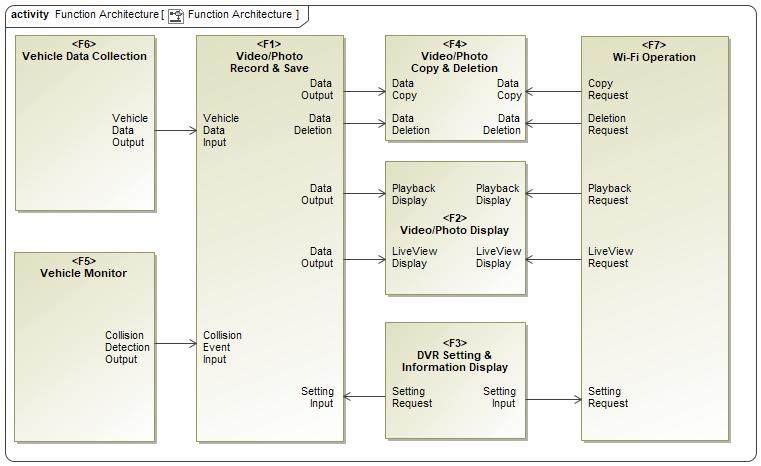 activity Function Architecture [ Function Architecture ]
<F6>
Vehicle Data Collection
Vehicle
Data
Output
<F5>
Vehicle Monitor
Collision
Detection
Output
<F1>
Video/Photo
Record & Save
Data
Output
Vehicle
Data
Input
Data
Deletion
Data
Output
Data
Output
Collision
Event
Input
Setting
Input
<F4>
Video/Photo
Copy & Deletion
Data
Copy
Data
Copy
Data
Deletion
Data
Deletion
Playback
Display
Playback
Display
<F2>
Video/Photo Display
LiveView
Display
LiveView
Display
<F3>
DVR Setting &
Information Display
Setting
Request
Setting
Input
<F7>
Wi-Fi Operation
Copy
Request
Deletion
Request
Playback
Request
LiveView
Request
Setting
Request